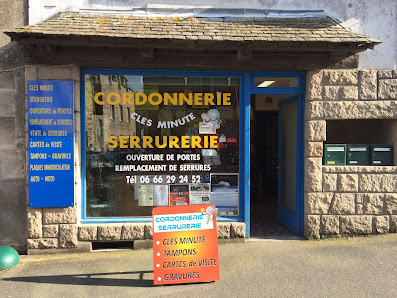 CLES MINUTE
SERRURERIE
OUVERTURE DE PORTES
REMPLACEMENT DE SERRURES
VENTE de SERRURES
CARTES de VISITE
TAMPONS - GRAVURES
PLAQUES IMMATRICULATION
AUTO - MOTO
CORDONNERIE
CLES MINUTE
SERRURERIE
OUVERTURE DE PORTES
REMPLACEMENT DE SERRURES
Tél 06 66 29 24 52
CORDONNERIE
SERRURERIE
• CLES MINUTE
• TAMPONS
• CARTES de VISITE
• GRAVURES